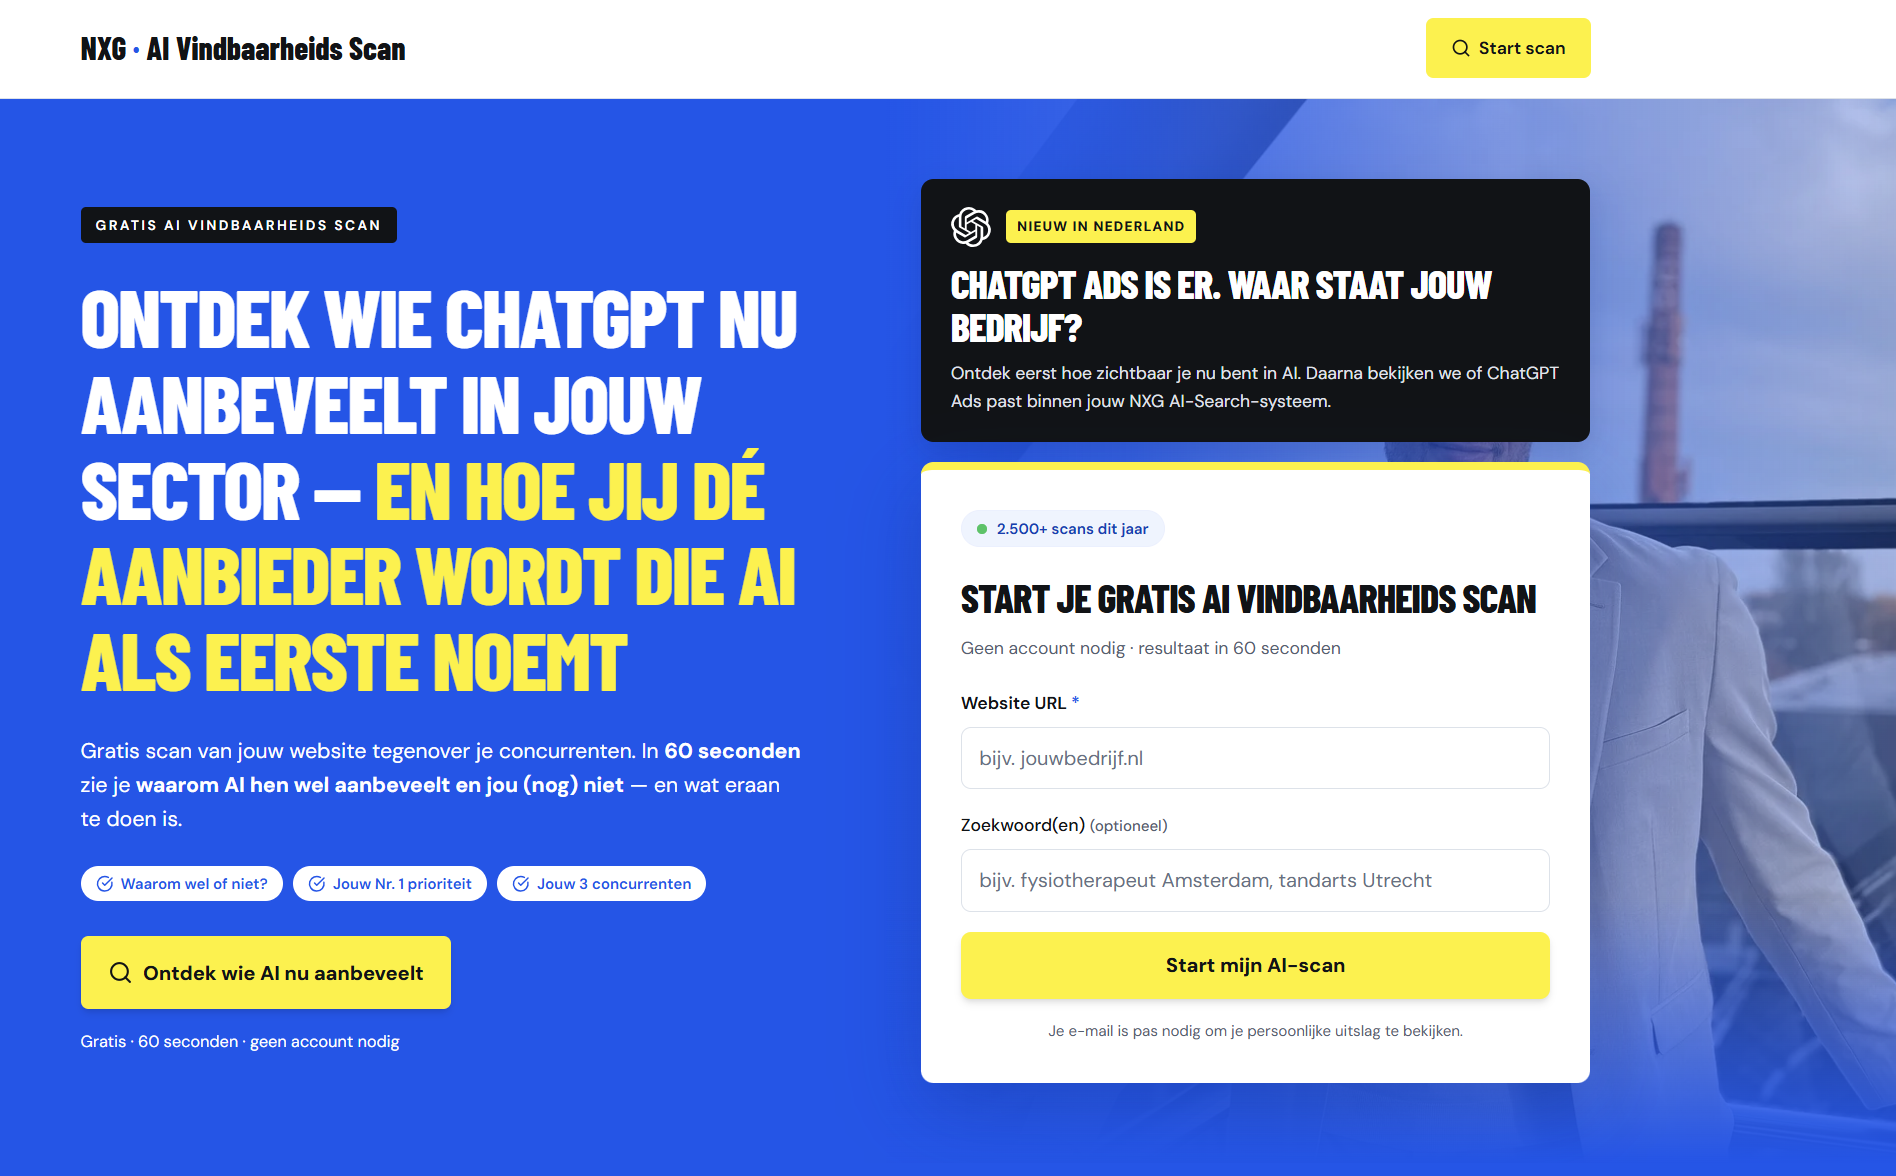 NXG · AI Vindbaarheids Scan
Start scan
GRATIS AI VINDBAARHEIDS SCAN
ONTDEK WIE CHATGPT NU
AANBEVEELT IN JOUW
SECTOR — EN HOE JIJ DÉ
AANBIEDER WORDT DIE AI
ALS EERSTE NOEMT
Gratis scan van jouw website tegenover je concurrenten. In 60 seconden
zie je waarom AI hen wel aanbeveelt en jou (nog) niet — en wat eraan
te doen is.
Waarom wel of niet?
Jouw Nr. 1 prioriteit
Jouw 3 concurrenten
Ontdek wie AI nu aanbeveelt
Gratis · 60 seconden · geen account nodig
NIEUW IN NEDERLAND
CHATGPT ADS IS ER. WAAR STAAT JOUW
BEDRIJF?
Ontdek eerst hoe zichtbaar je nu bent in AI. Daarna bekijken we of ChatGPT
Ads past binnen jouw NXG AI-Search-systeem.
2.500+ scans dit jaar
START JE GRATIS AI VINDBAARHEIDS SCAN
Geen account nodig · resultaat in 60 seconden
Website URL *
bijv. jouwbedrijf.nl
Zoekwoord(en) (optioneel)
bijv. fysiotherapeut Amsterdam, tandarts Utrecht
Start mijn AI-scan
Je e-mail is pas nodig om je persoonlijke uitslag te bekijken.